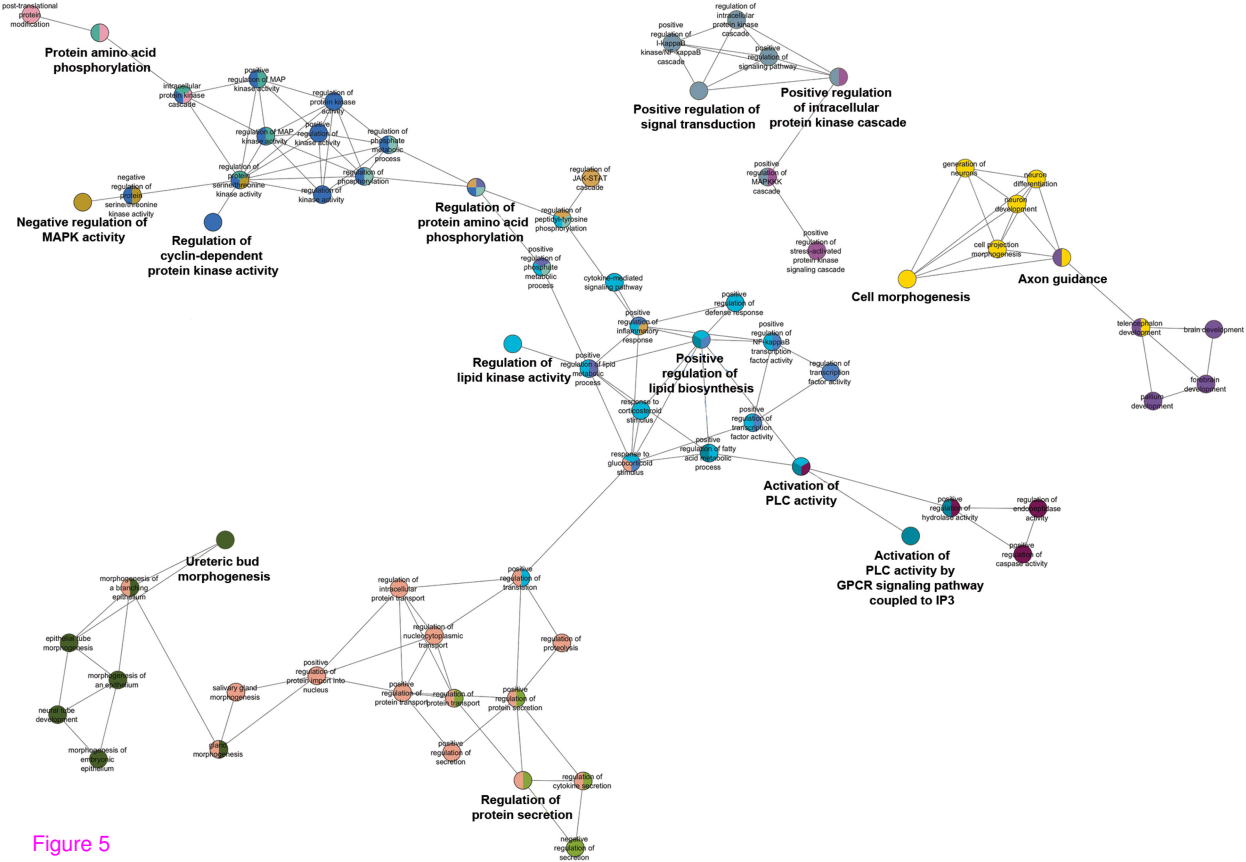 post-translational
protein
modification
Protein amino acid
phosphorylation
intracellular
protein kinase
cascade
positive
regulation of MAP
kinase activity
regulation of
protein kinase
activity
regulation of MAP
kinase activity
positive
regulation of
kinase activity
regulation of
phosphate
metabolic
process
regulation of
protein
serine/threonine
kinase activity
regulation of
phosphorylation
regulation of
kinase activity
negative
regulation of
protein
serine/threonine
kinase activity
Negative regulation of
MAPK activity
Regulation of
cyclin-dependent
protein kinase activity
Regulation of
protein amino acid
phosphorylation
regulation of
JAK-STAT
cascade
regulation of
peptidyl-tyrosine
phosphorylation
positive
regulation of
phosphate
metabolic
process
cytokine-mediated
signaling pathway
positive
regulation of
intracellular
protein kinase
cascade
positive
regulation of
I-kappaB
kinase/NF-kappaB
cascade
positive
regulation of
signaling pathway
Positive regulation of
signal transduction
Positive regulation
of intracellular
protein kinase cascade
positive
regulation of
MAPKKK
cascade
positive
regulation of
stress-activated
protein kinase
signaling cascade
generation of
neurons
neuron
differentiation
neuron
development
cell projection
morphogenesis
Cell morphogenesis
Axon guidance
telencephalon
development
brain development
forebrain
development
pallium
development
positive
regulation of
defense response
positive
regulation of
inflammatory
response
positive
regulation of
NF-kappaB
transcription
factor activity
Regulation of
lipid kinase activity
positive
regulation of lipid
metabolic
process
Positive
regulation of
lipid biosynthesis
regulation of
transcription
factor activity
response to
corticosteroid
stimulus
positive
regulation of
transcription
factor activity
response to
glucocorticoid
stimulus
positive
regulation of fatty
acid metabolic
process
Activation of
PLC activity
positive
regulation of
hydrolase activity
regulation of
endopeptidase
activity
positive
regulation of
caspase activity
Activation of
PLC activity by
GPCR signaling pathway
coupled to IP3
Ureteric bud
morphogenesis
morphogenesis of
a branching
epithelium
epithelial tube
morphogenesis
morphogenesis of
an epithelium
neural tube
development
morphogenesis of
embryonic
epithelium
salivary gland
morphogenesis
gland
morphogenesis
regulation of
intracellular
protein transport
positive
regulation of
translation
regulation of
nucleocytoplasmic
transport
regulation of
proteolysis
positive
regulation of
protein import into
nucleus
positive
regulation of
protein transport
regulation of
protein transport
positive
regulation of
protein secretion
positive
regulation of
secretion
regulation of
cytokine secretion
Regulation of
protein secretion
negative
regulation of
secretion
Figure 5